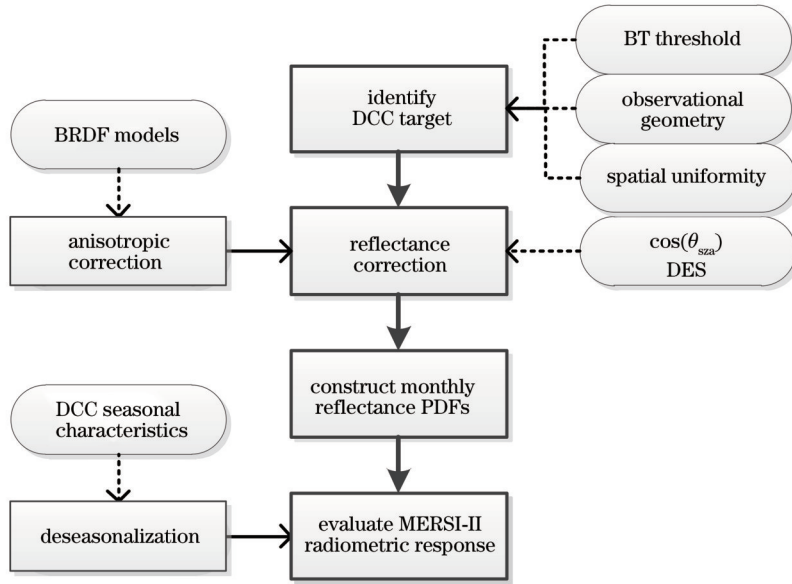 BT threshold
identify
DCC target
observational
geometry
spatial uniformity
BRDF models
anisotropic
correction
reflectance
correction
cos(θsza)
DES
construct monthly
reflectance PDFs
DCC seasonal
characteristics
deseasonalization
evaluate MERSI-II
radiometric response